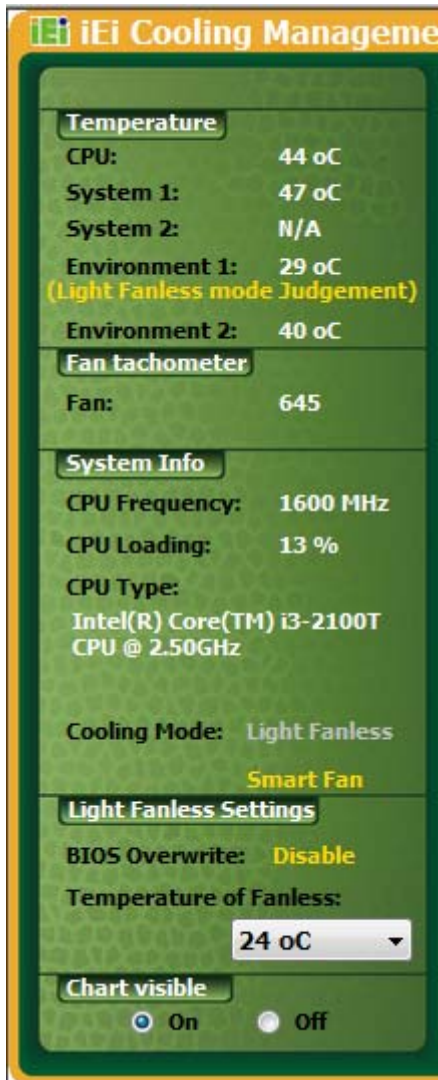 iEi iEi Cooling Manageme
Temperature
CPU: 44 oC
System 1: 47 oC
System 2: N/A
Environment 1: 29 oC
(Light Fanless mode Judgement)
Environment 2: 40 oC
Fan tachometer
Fan: 645
System Info
CPU Frequency: 1600 MHz
CPU Loading: 13 %
CPU Type:
Intel(R) Core(TM) i3-2100T
CPU @ 2.50GHz
Cooling Mode: Light Fanless
Smart Fan
Light Fanless Settings
BIOS Overwrite: Disable
Temperature of Fanless:
24 oC
Chart visible
On Off